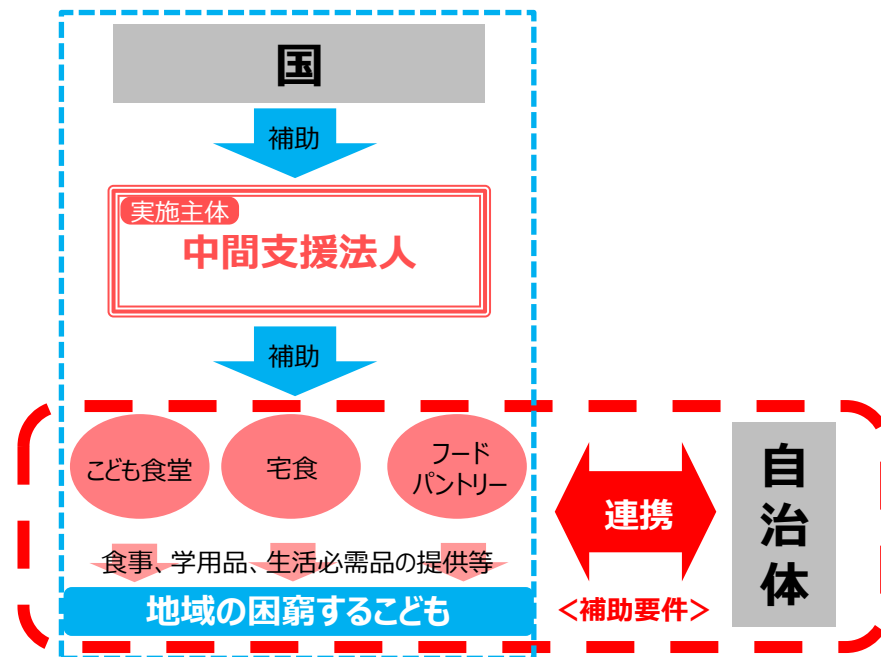 国
補助
実施主体
中間支援法人
補助
こども食堂
宅食
フード
パントリー
連携
自治体
食事、学用品、生活必需品の提供等
地域の困窮するこども
＜補助要件＞